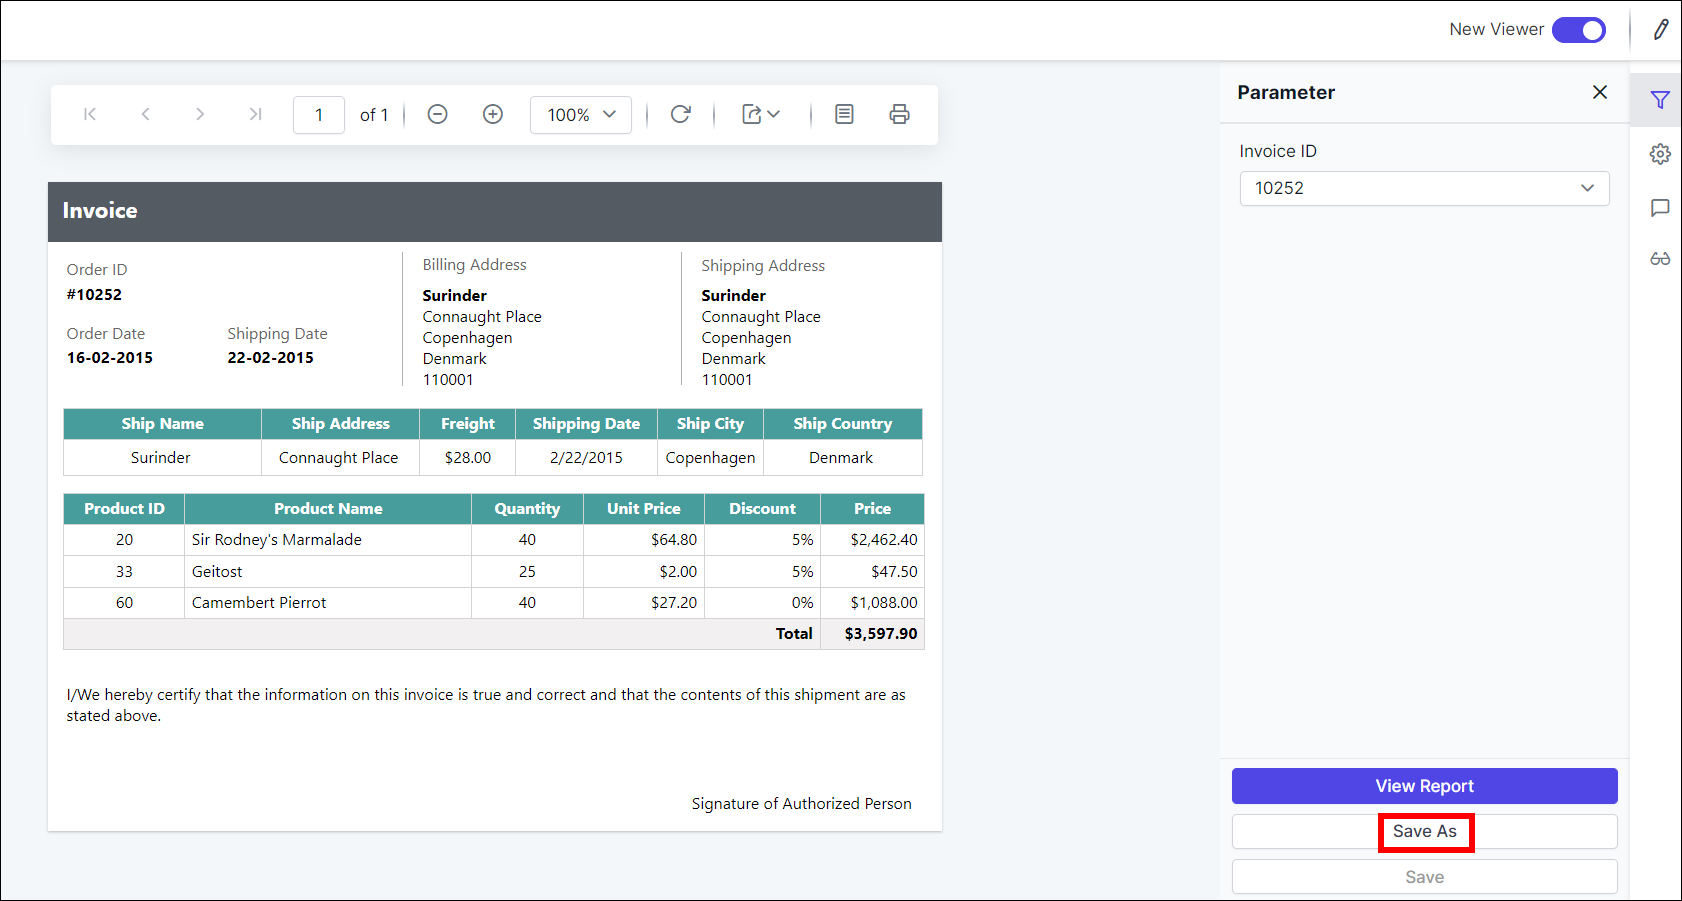 New Viewer
1 of 1 100%
Parameter
Invoice ID
10252
Invoice
Order ID
#10252
Order Date Shipping Date
16-02-2015 22-02-2015
Billing Address
Surinder
Connaught Place
Copenhagen
Denmark
110001
Shipping Address
Surinder
Connaught Place
Copenhagen
Denmark
110001
Ship Name Ship Address Freight Shipping Date Ship City Ship Country
Surinder Connaught Place $28.00 2/22/2015 Copenhagen Denmark
Product ID Product Name Quantity Unit Price Discount Price
20 Sir Rodney's Marmalade 40 $64.80 5% $2,462.40
33 Geitost 25 $2.00 5% $47.50
60 Camembert Pierrot 40 $27.20 0% $1,088.00
Total $3,597.90
I/We hereby certify that the information on this invoice is true and correct and that the contents of this shipment are as
stated above.
Signature of Authorized Person
View Report
Save As
Save